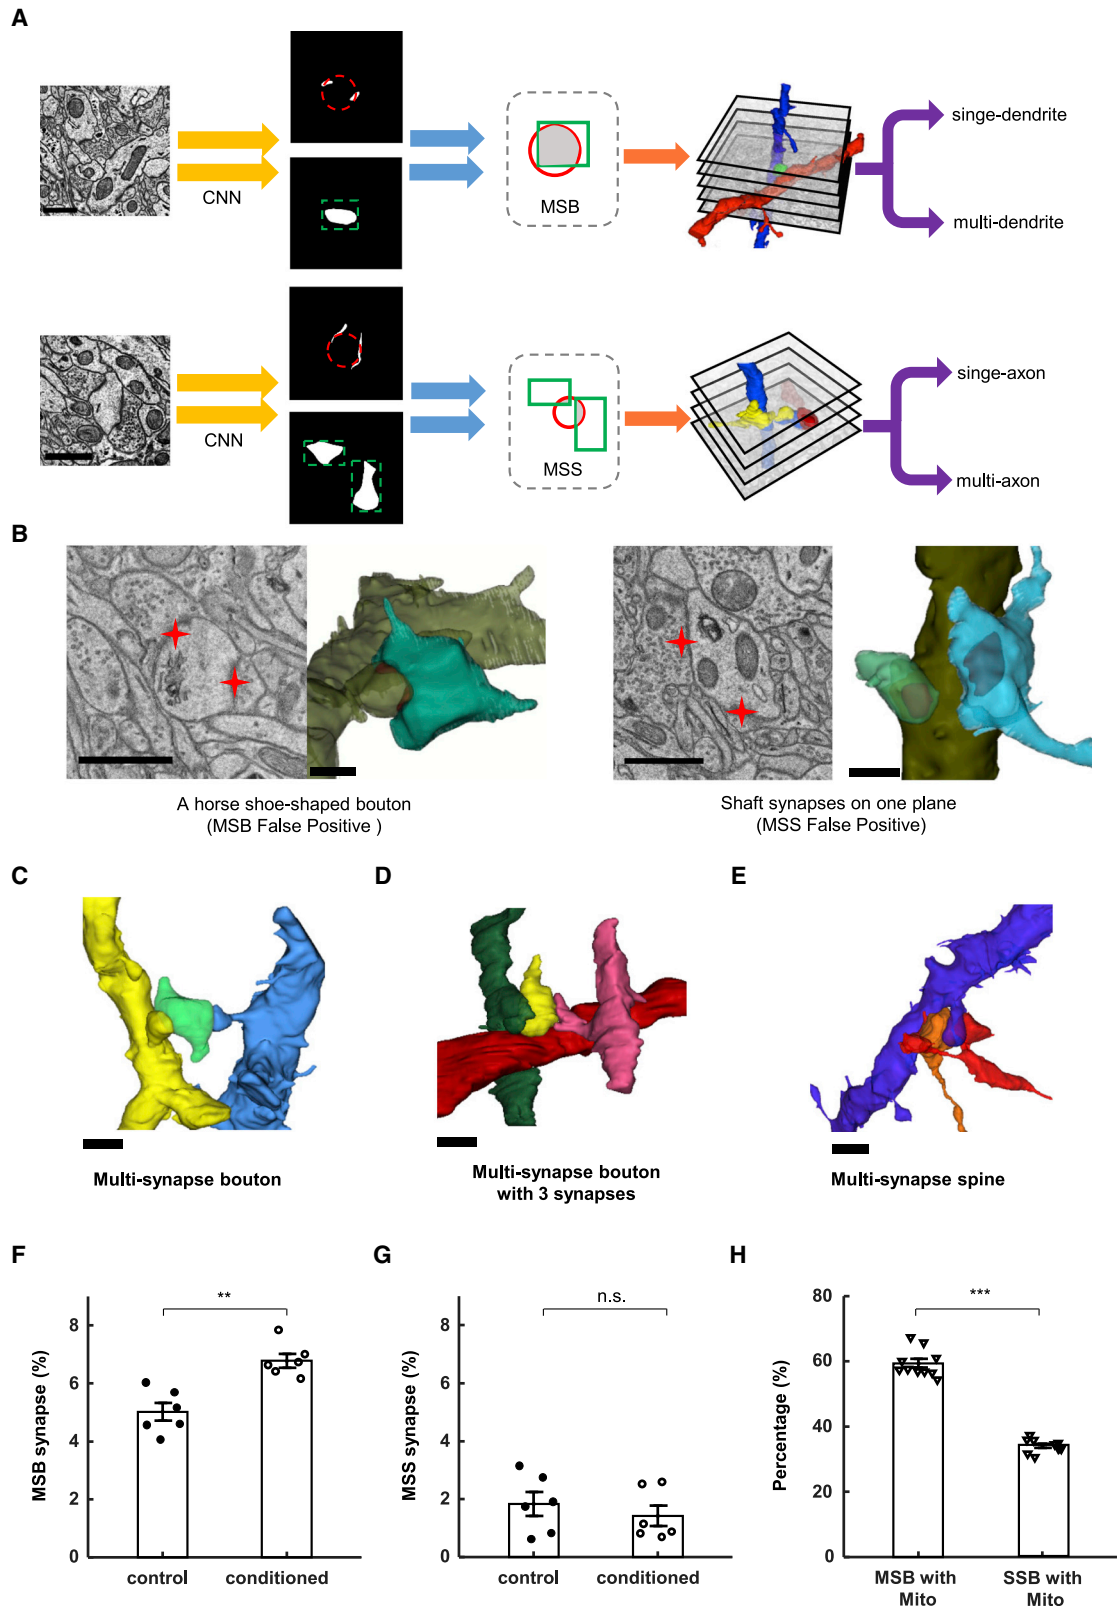 A
CNN
MSB
singe-dendrite
multi-dendrite
CNN
MSS
singe-axon
multi-axon
B
A horse shoe-shaped bouton
(MSB False Positive )
Shaft synapses on one plane
(MSS False Positive)
C
D
E
Multi-synapse bouton
Multi-synapse bouton
with 3 synapses
Multi-synapse spine
F
MSB synapse (%)
8
6
4
2
0
**
control
conditioned
G
MSS synapse (%)
8
6
4
2
0
n.s.
control
conditioned
H
Percentage (%)
80
60
40
20
0
***
MSB with
Mito
SSB with
Mito